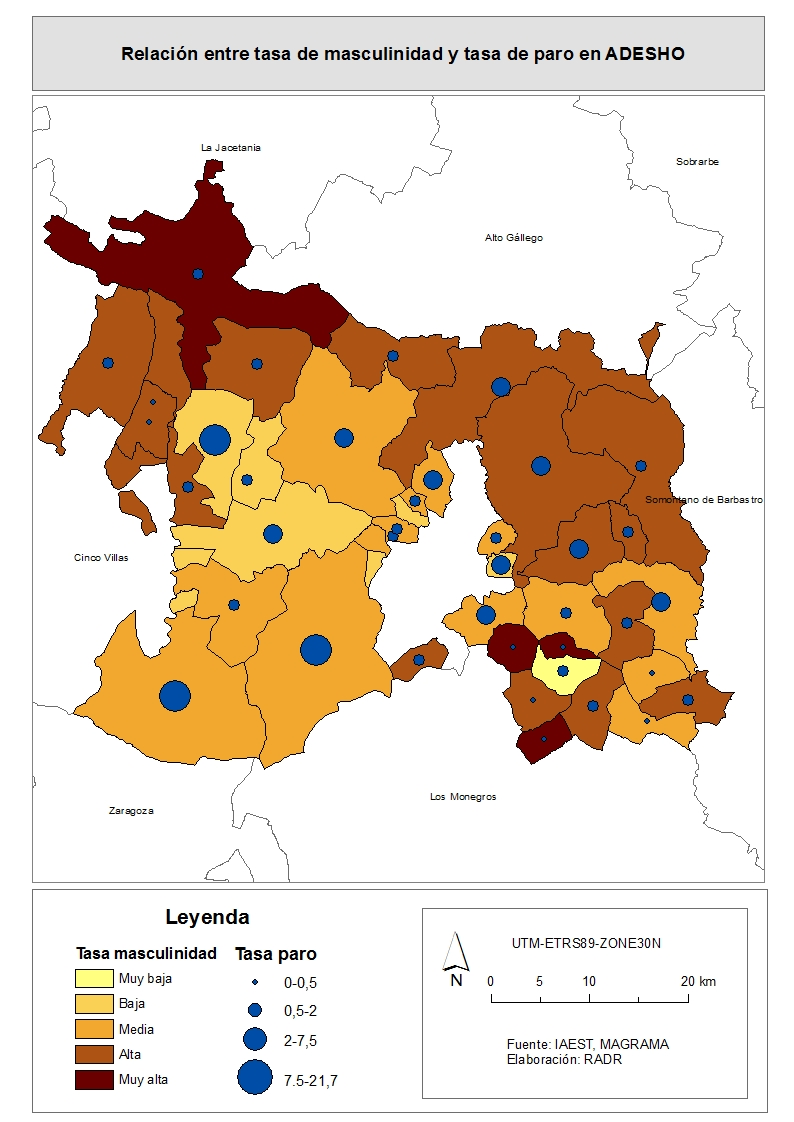 Relación entre tasa de masculinidad y tasa de paro en ADESHO
La Jacetania
Sobrarbe
Alto Gállego
Somontano de Barbastro
Cinco Villas
Los Monegros
Zaragoza
Leyenda
Tasa masculinidad
Muy baja
Baja
Media
Alta
Muy alta
Tasa paro
0-0,5
0,5-2
2-7,5
7.5-21,7
N
UTM-ETRS89-ZONE30N
0 5 10 20 km
Fuente: IAEST, MAGRAMA
Elaboración: RADR